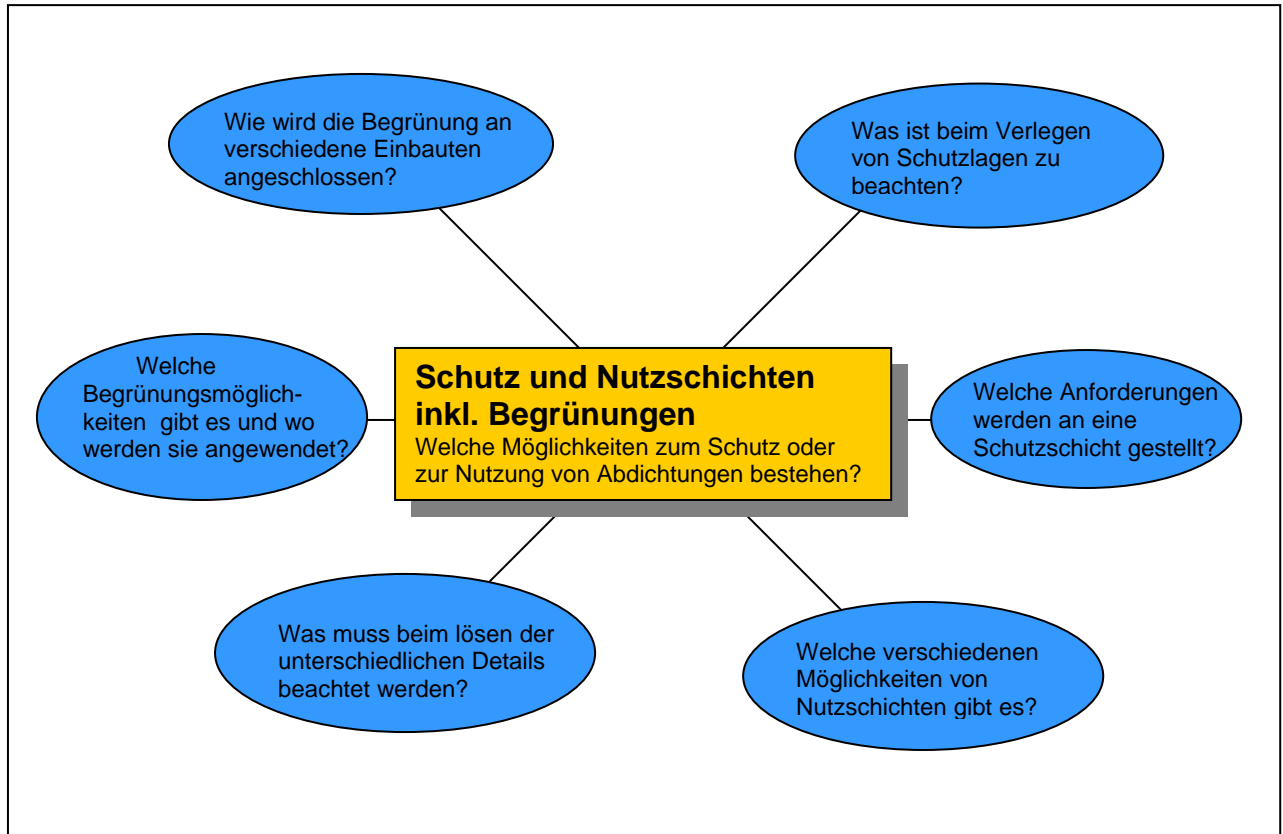 Wie wird die Begrünung an
verschiedene Einbauten
angeschlossen?
Was ist beim Verlegen
von Schutzlagen zu
beachten?
Welche
Begrünungsmöglich-
keiten gibt es und wo
werden sie angewendet?
Schutz und Nutzschichten
inkl. Begrünungen
Welche Möglichkeiten zum Schutz oder
zur Nutzung von Abdichtungen bestehen?
Welche Anforderungen
werden an eine
Schutzschicht gestellt?
Was muss beim lösen der
unterschiedlichen Details
beachtet werden?
Welche verschiedenen
Möglichkeiten von
Nutzschichten gibt es?